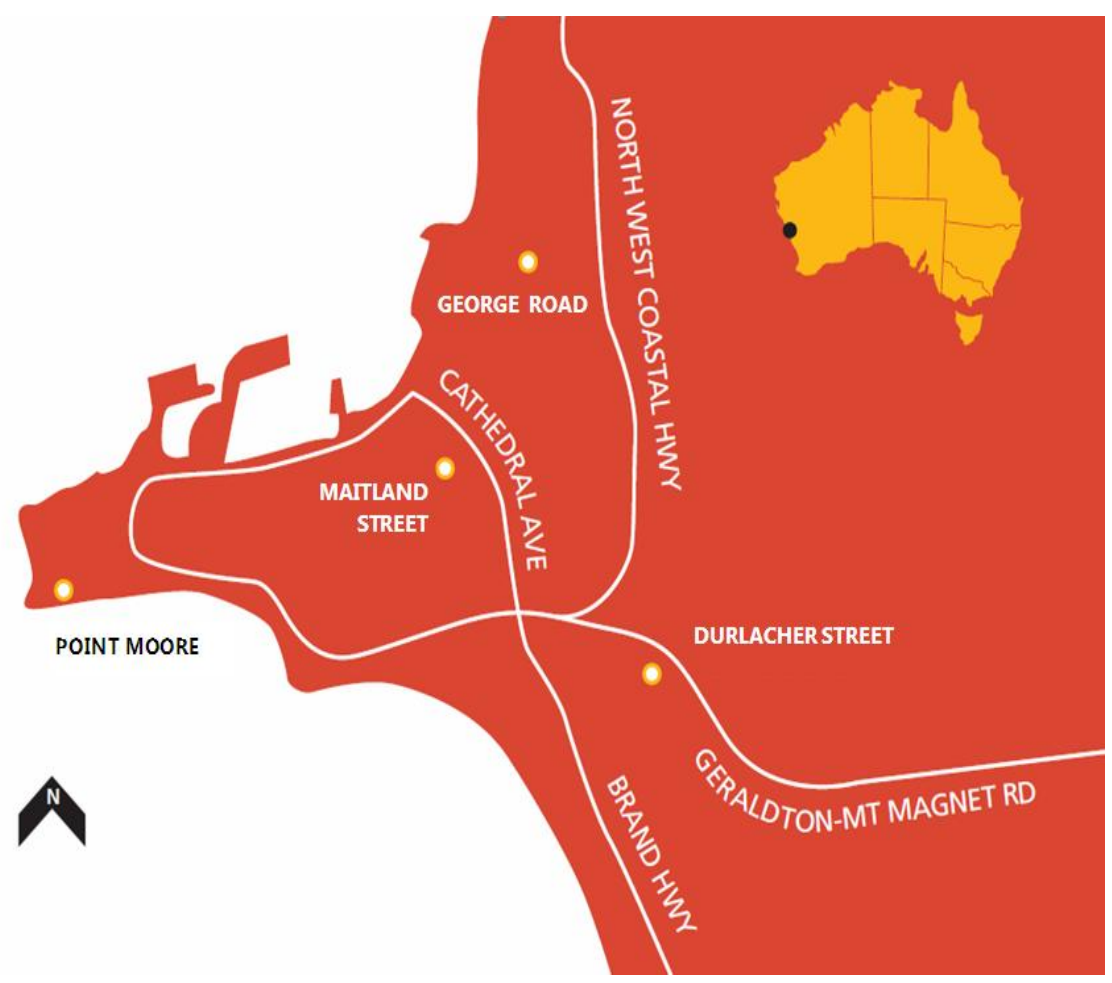 NORTH WEST COASTAL HWY
GEORGE ROAD
CATHEDRAL AVE
MAITLAND
STREET
DURLACHER STREET
POINT MOORE
GERALDTON-MT MAGNET RD
BRAND HWY
N